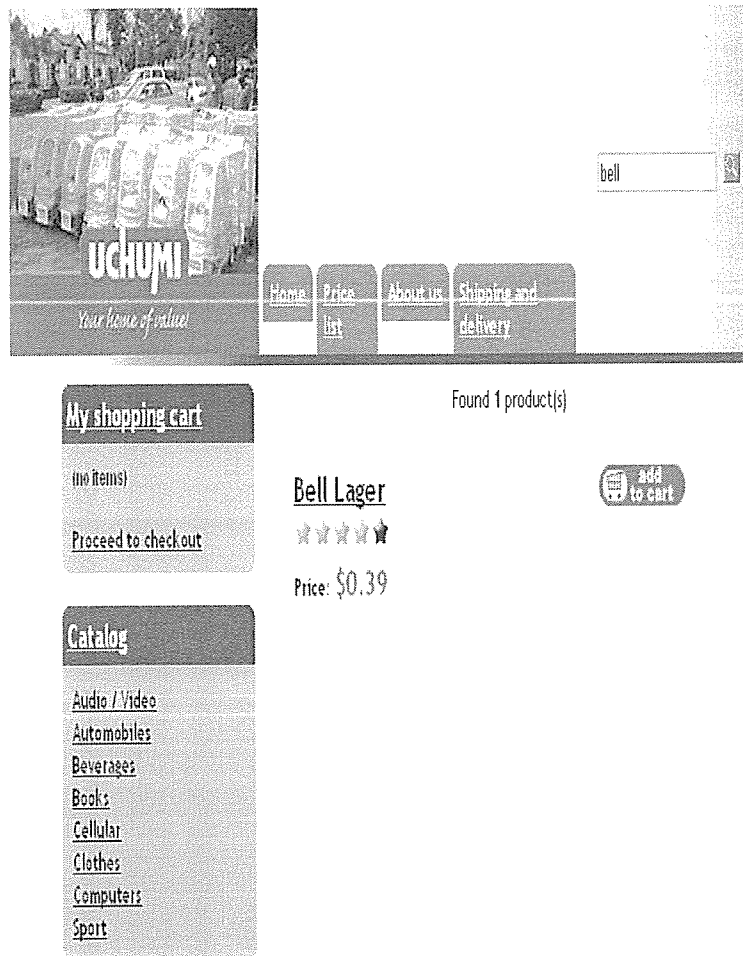 bell
UCHUMI
Your home of value!
Home
Price
list
About us
Shipping and
delivery
My shopping cart
(no items)
Proceed to checkout
Found 1 product(s)
Bell Lager
add
to cart
Price: $0.39
Catalog
Audio / Video
Automobiles
Beverages
Books
Cellular
Clothes
Computers
Sport